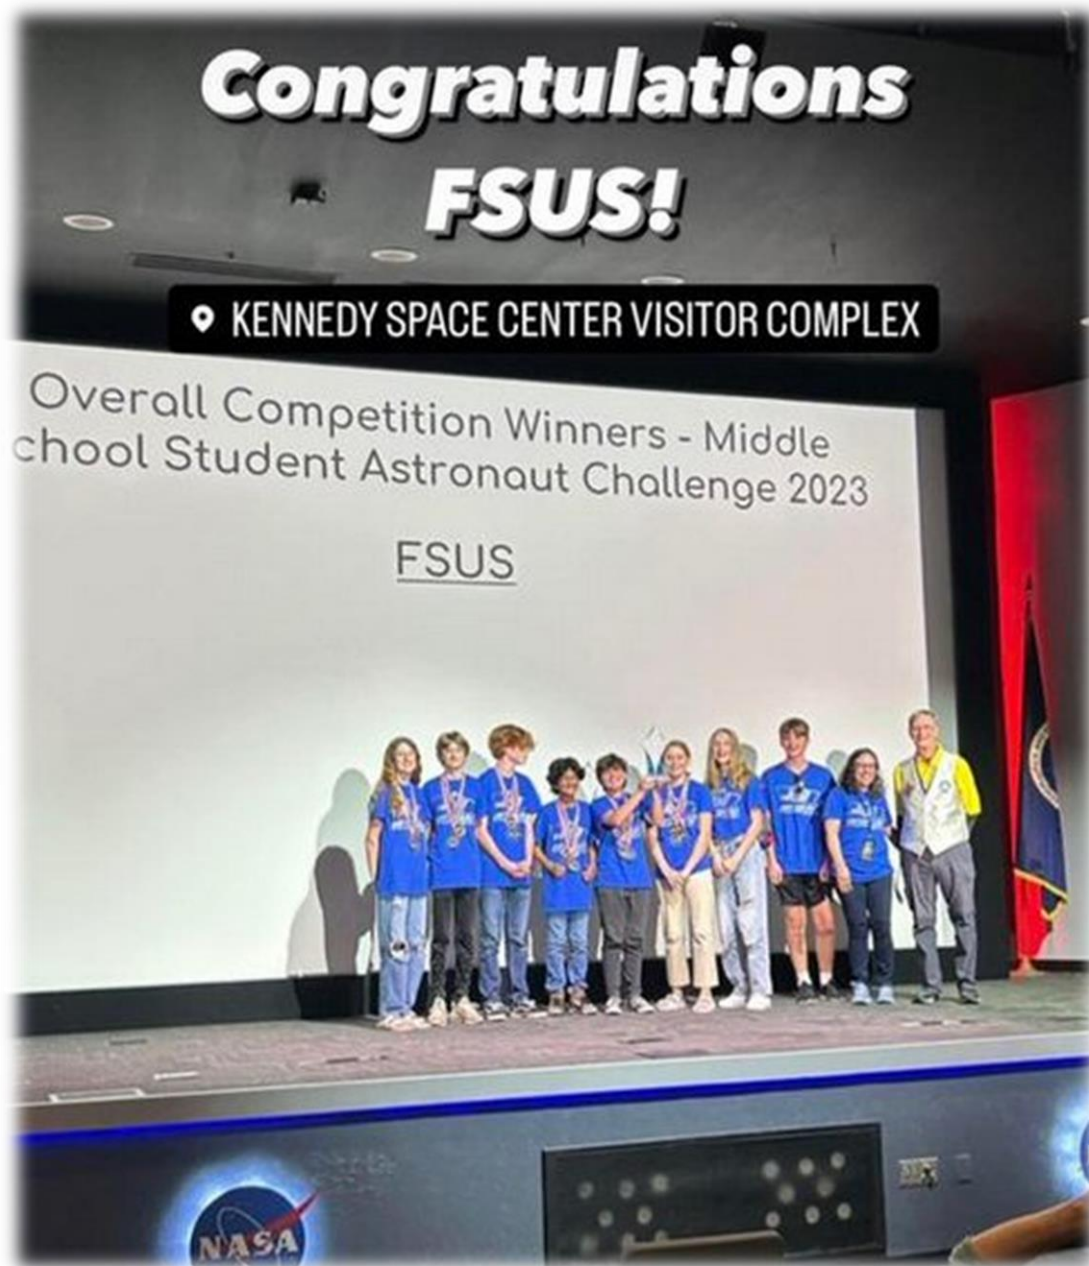 Congratulations
FSUS!
KENNEDY SPACE CENTER VISITOR COMPLEX
Overall Competition Winners - Middle
chool Student Astronaut Challenge 2023
FSUS
NASA